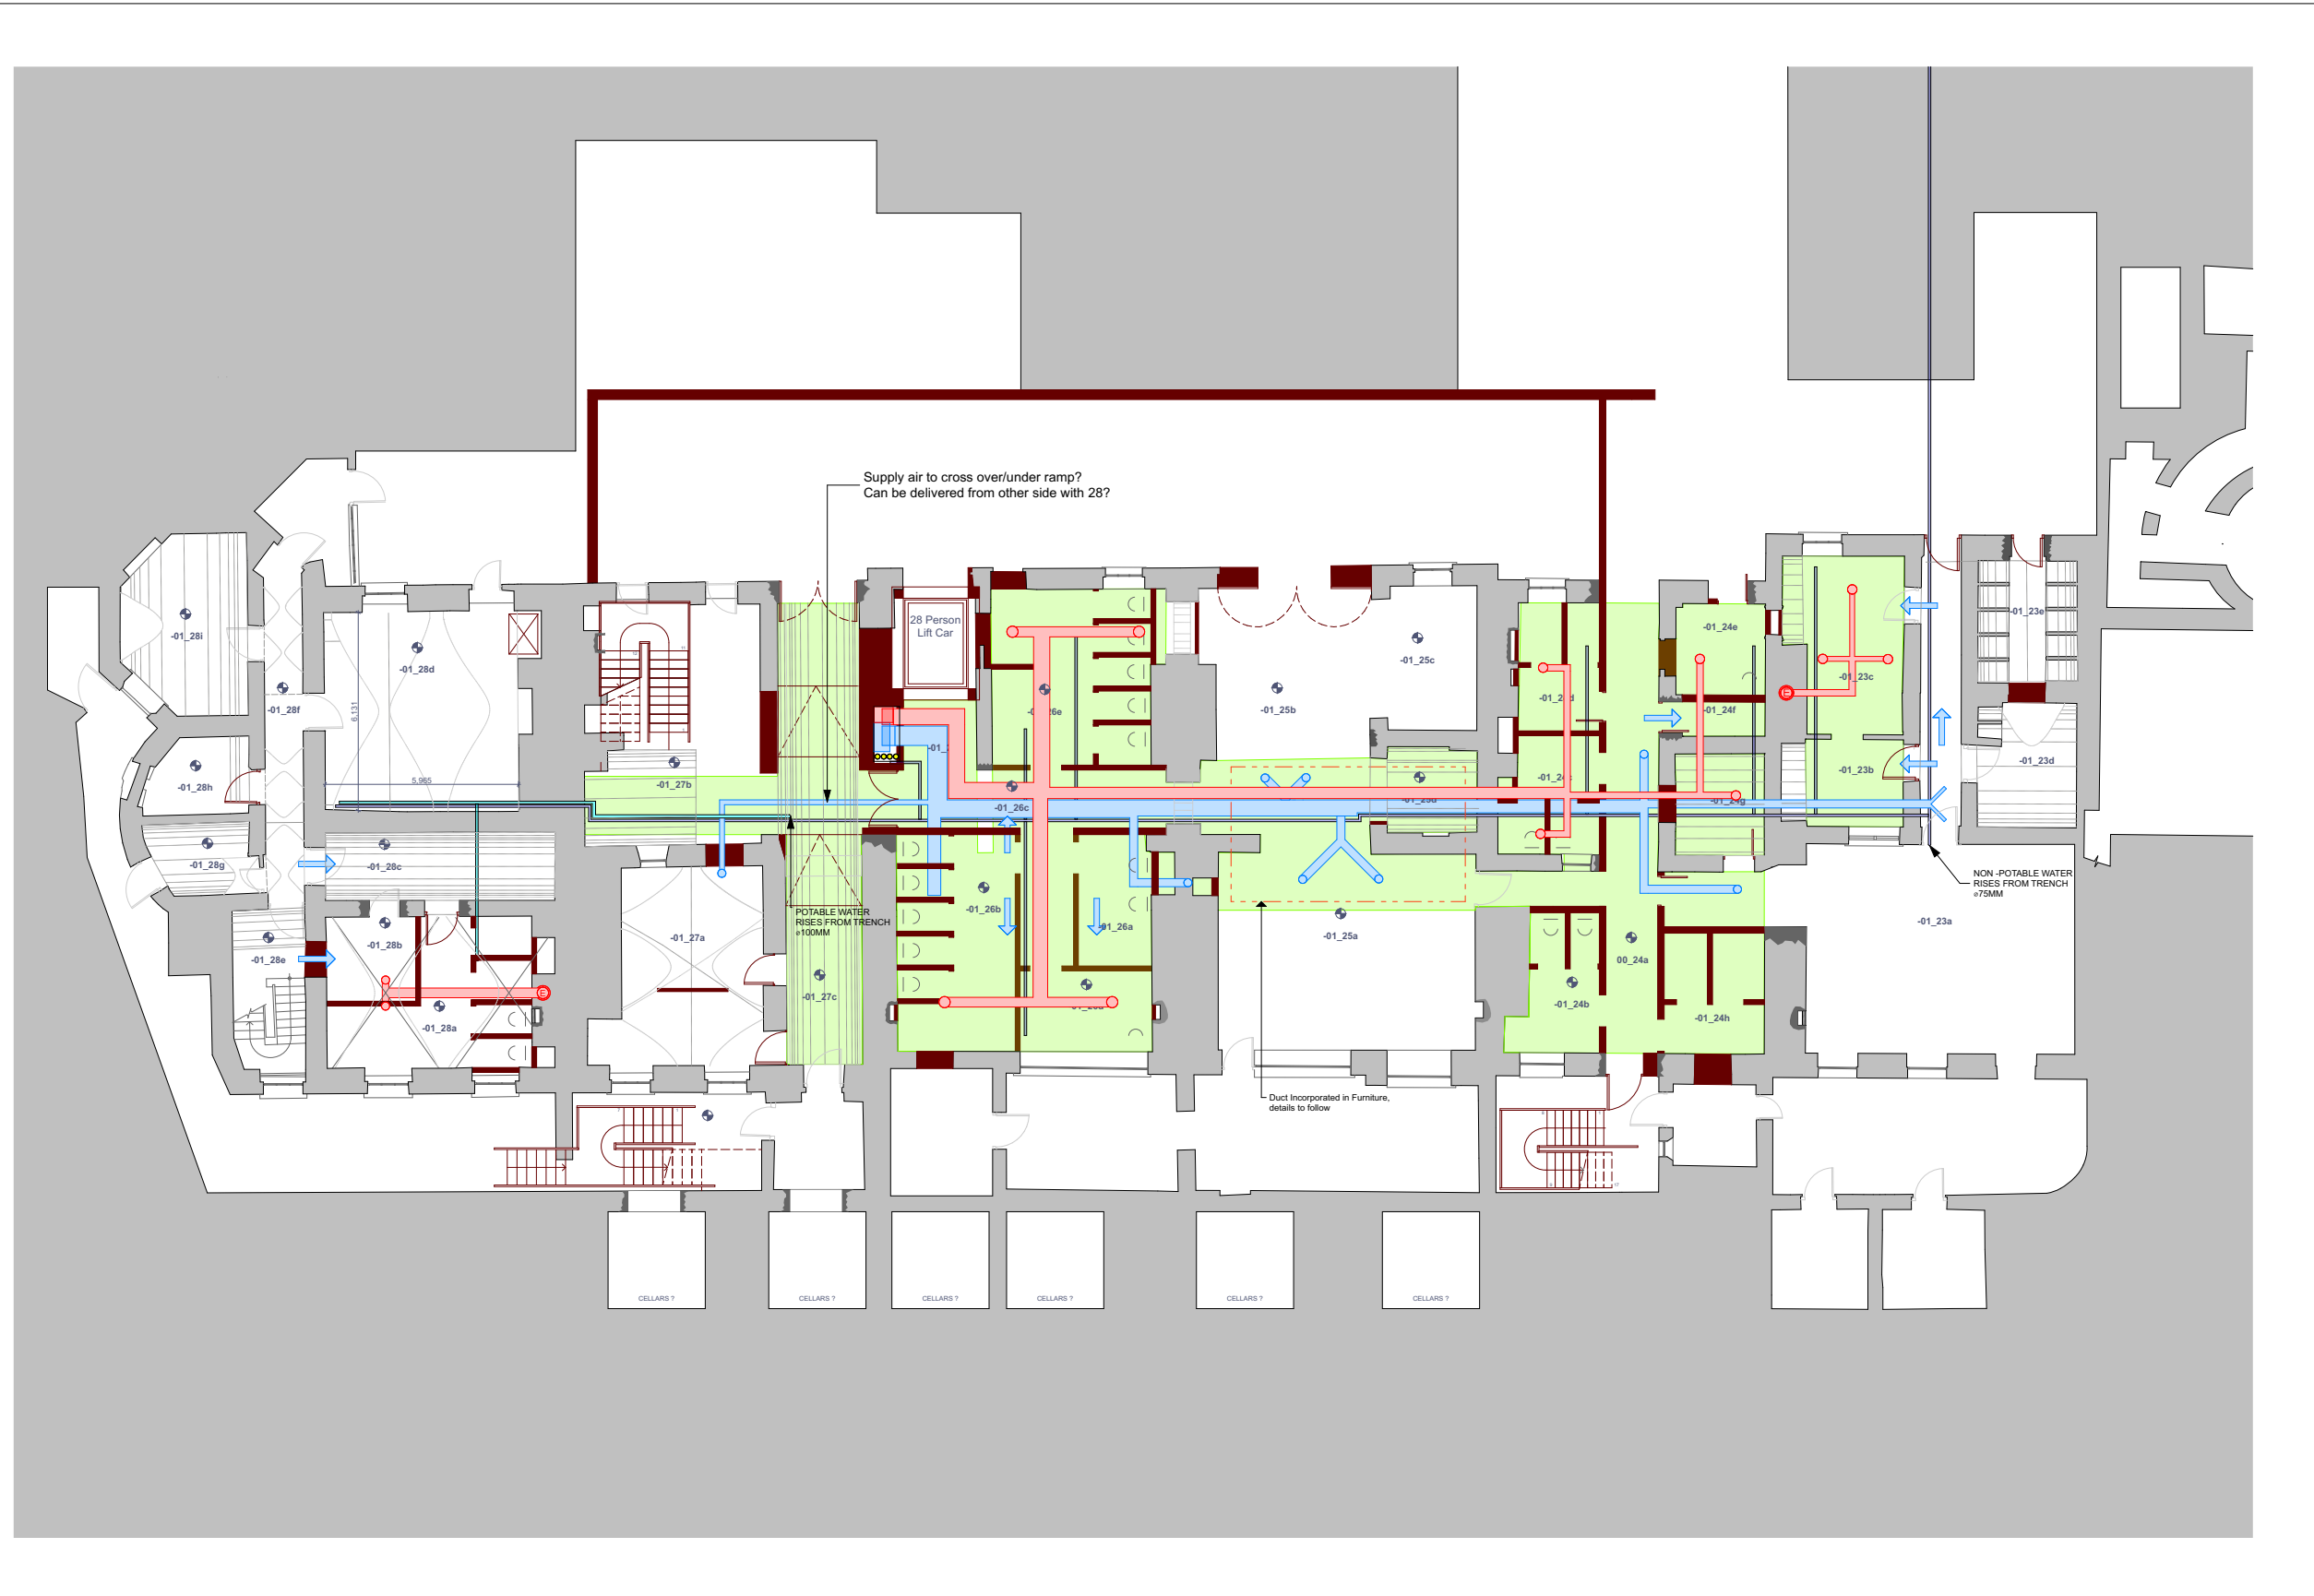 Supply air to cross over/under ramp?
Can be delivered from other side with 28?
28 Person
Lift Car
-01_28i
-01_28d
-01_28f
6,131
5,965
-01_28h
-01_28g
-01_28c
-01_28b
-01_28e
-01_28a
-01_27b
-01_27a
-01_27c
POTABLE WATER
RISES FROM TRENCH
ø100MM
-01_26c
-01_26b
-01_26a
-01_25b
-01_25c
-01_25a
Duct Incorporated in Furniture,
details to follow
-01_24e
-01_24f
-01_24g
00_24a
-01_24b
-01_24h
-01_23c
-01_23b
-01_23e
-01_23d
-01_23a
NON -POTABLE WATER
RISES FROM TRENCH
ø75MM
E
E
CELLARS ?
CELLARS ?
CELLARS ?
CELLARS ?
CELLARS ?
CELLARS ?